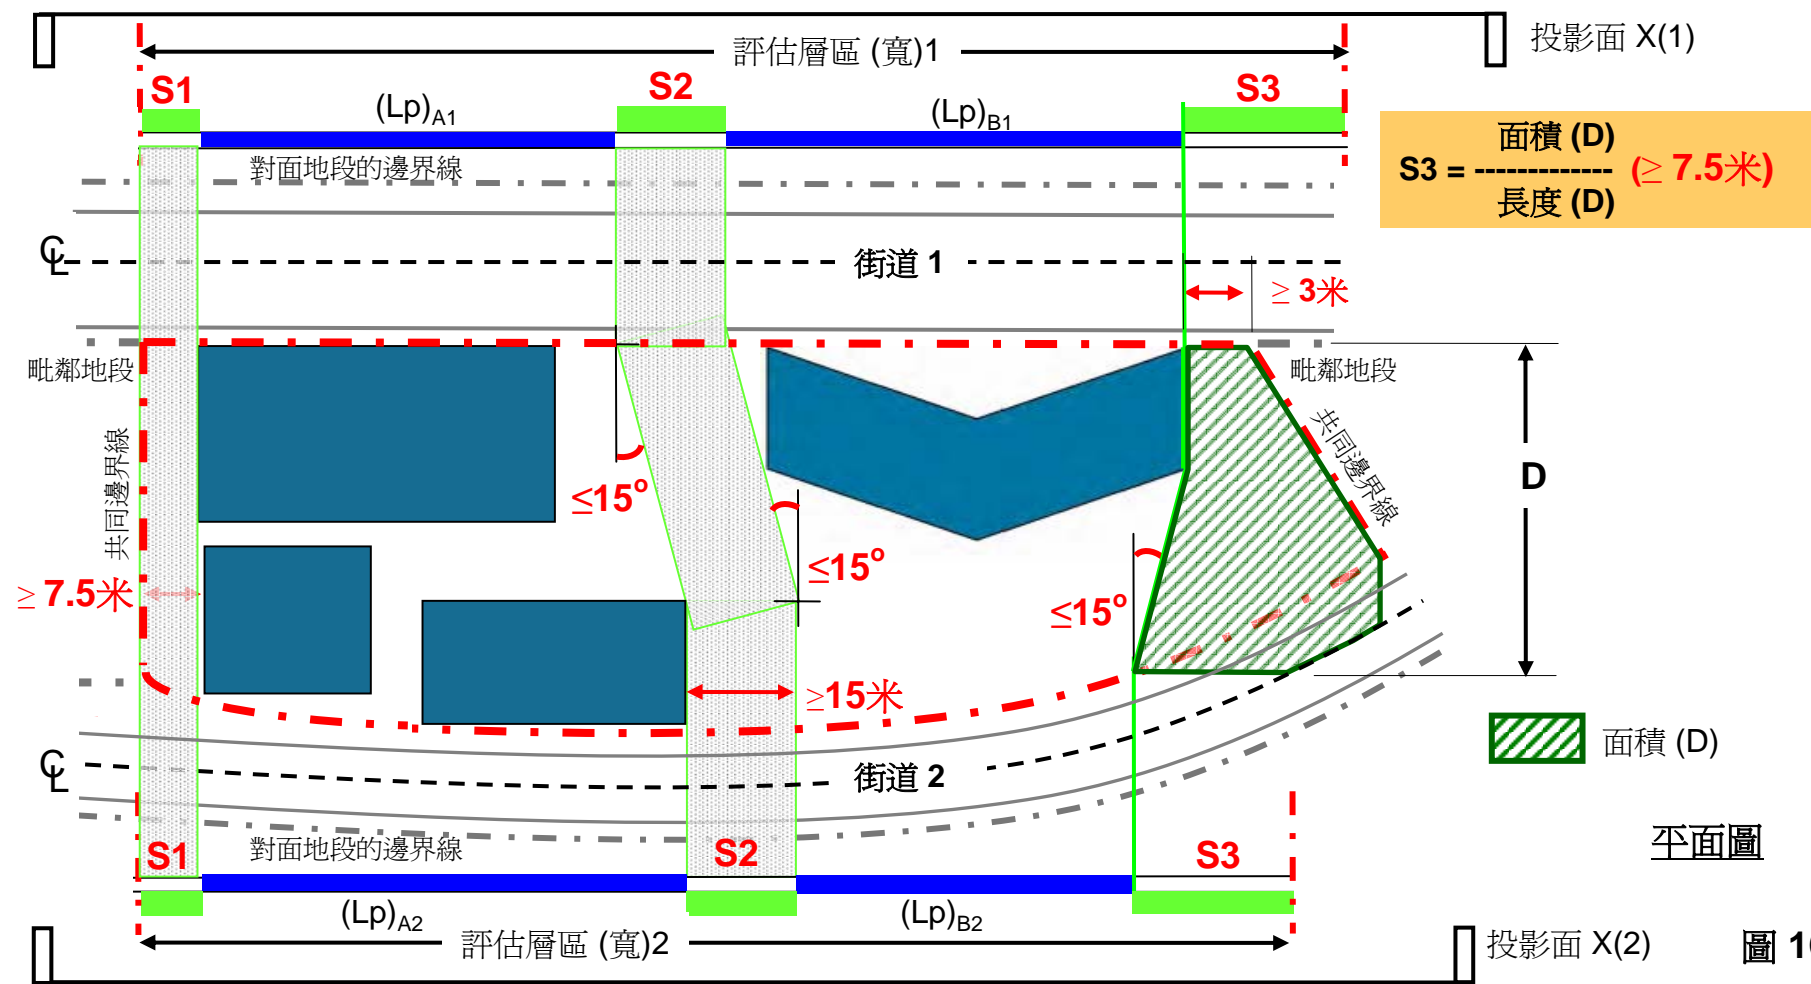 投影面 X(1)
評估層區 (寬)1
S1
(Lp)A1
S2
(Lp)B1
S3
面積 (D)
S3 = ------------- (≥ 7.5米)
長度 (D)
對面地段的邊界線
℄
街道 1
≥ 3米
毗鄰地段
毗鄰地段
共同邊界線
共同邊界線
≤15°
D
≤15°
≥ 7.5米
≤15°
≥15米
面積 (D)
℄
街道 2
平面圖
對面地段的邊界線
S1
S2
S3
(Lp)A2
(Lp)B2
評估層區 (寬)2
投影面 X(2)
圖 1